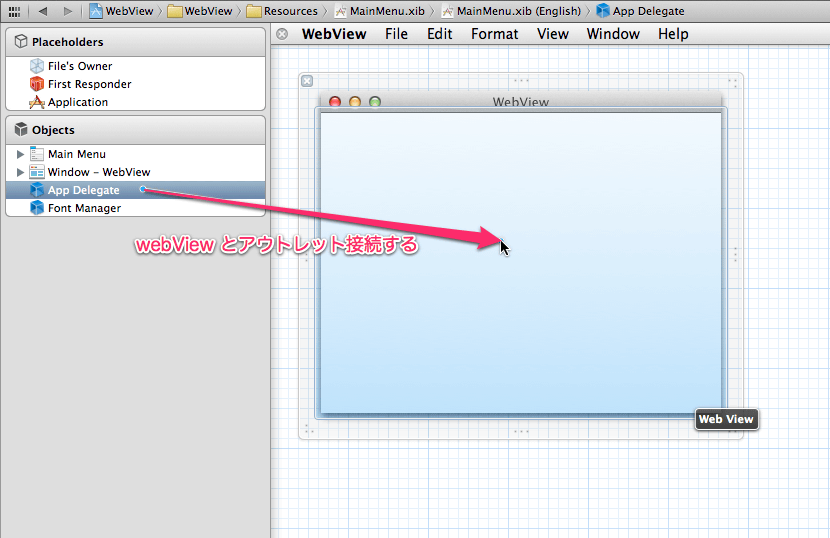 WebView WebView Resources MainMenu.xib MainMenu.xib (English) App Delegate
Placeholders
File's Owner
First Responder
Application
Objects
Main Menu
Window – WebView
App Delegate
Font Manager
WebView File Edit Format View Window Help
WebView
webView とアウトレット接続する
Web View